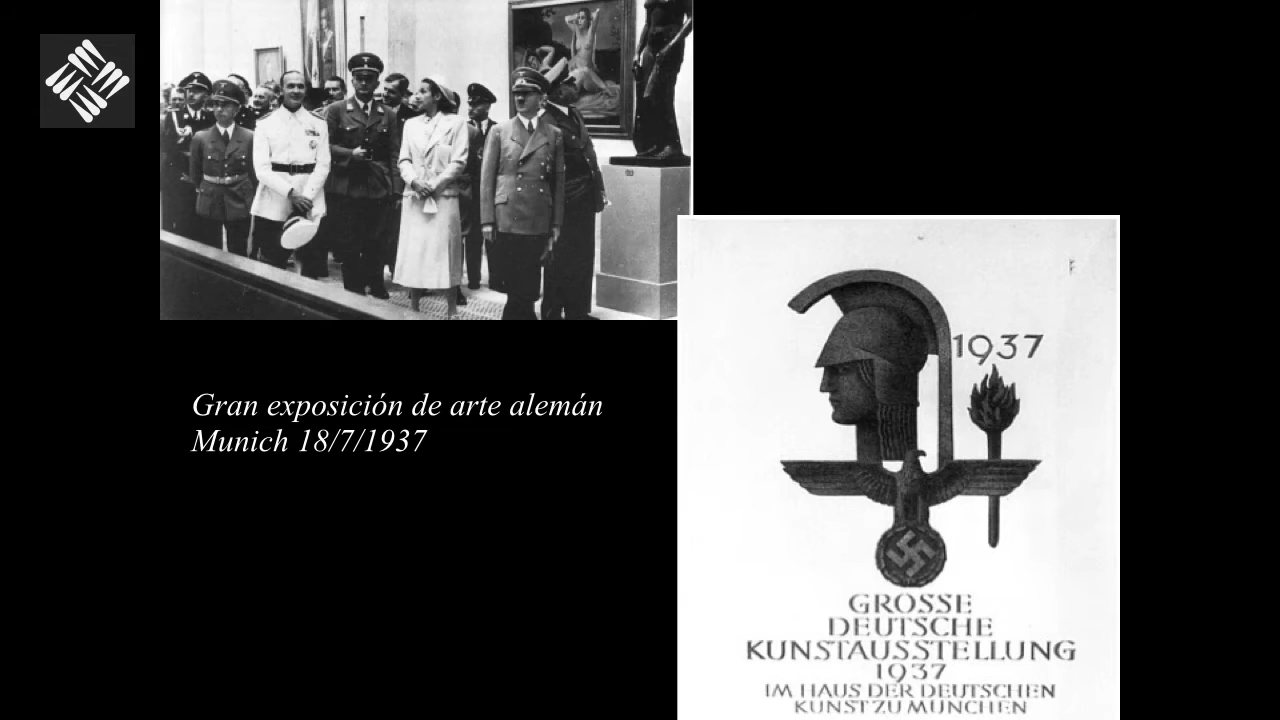 Gran exposición de arte alemán
Munich 18/7/1937
1937
GROSSE
DEUTSCHE
KUNSTAUSSTELLUNG
1937
IM HAUS DER DEUTSCHEN
KUNST ZU MÜNCHEN